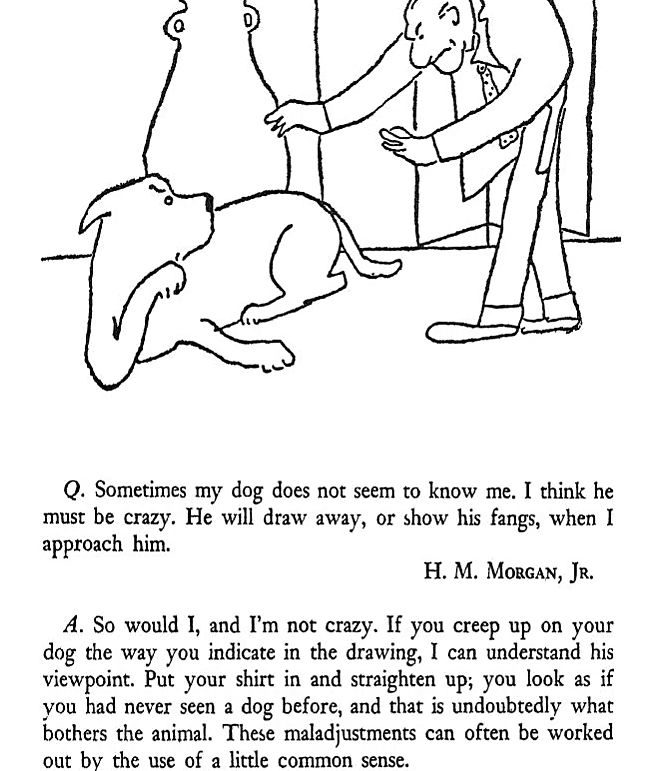 Q. Sometimes my dog does not seem to know me. I think he
must be crazy. He will draw away, or show his fangs, when I
approach him.
H. M. MORGAN, JR.
A. So would I, and I'm not crazy. If you creep up on your
dog the way you indicate in the drawing, I can understand his
viewpoint. Put your shirt in and straighten up; you look as if
you had never seen a dog before, and that is undoubtedly what
bothers the animal. These maladjustments can often be worked
out by the use of a little common sense.